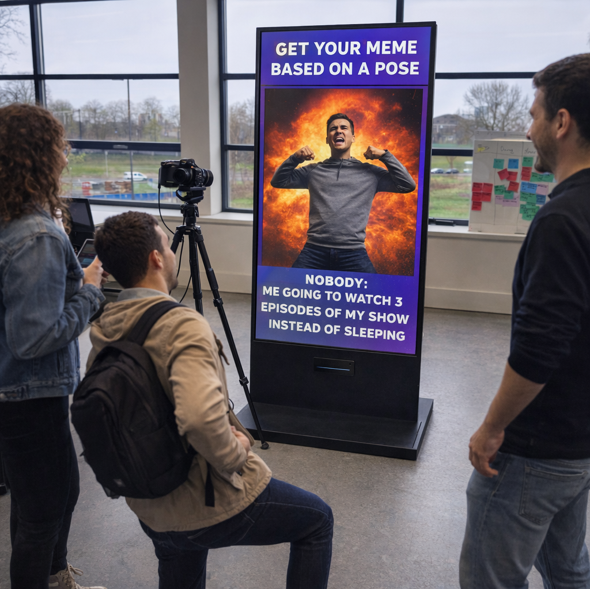 GET YOUR MEME
BASED ON A POSE
NOBODY:
ME GOING TO WATCH 3
EPISODES OF MY SHOW
INSTEAD OF SLEEPING